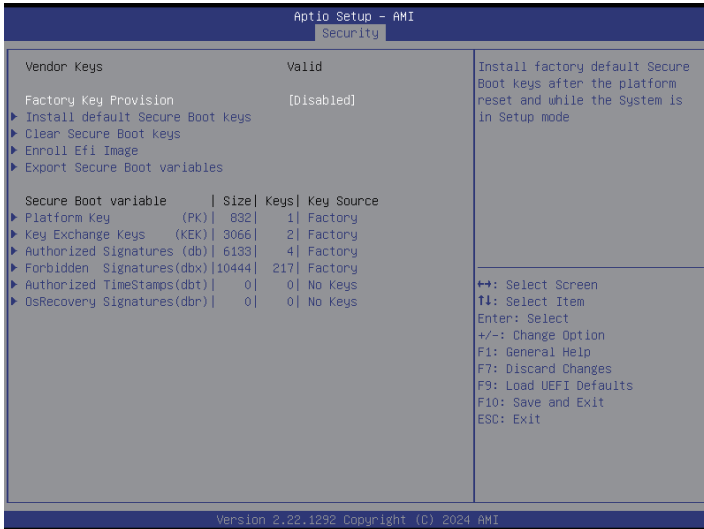 Aptio Setup – AMI
Security
Vendor Keys Valid
Factory Key Provision [Disabled]
Install default Secure Boot keys
Clear Secure Boot keys
Enroll Efi Image
Export Secure Boot variables
Secure Boot variable | Size| Keys| Key Source
Platform Key (PK)| 832| 1| Factory
Key Exchange Keys (KEK)| 3066| 2| Factory
Authorized Signatures (db)| 6133| 4| Factory
Forbidden Signatures(dbx)|10444| 217| Factory
Authorized TimeStamps(dbt)| 0| 0| No Keys
OsRecovery Signatures(dbr)| 0| 0| No Keys
Install factory default Secure
Boot keys after the platform
reset and while the System is
in Setup mode
↔: Select Screen
↑↓: Select Item
Enter: Select
+/-: Change Option
F1: General Help
F7: Discard Changes
F9: Load UEFI Defaults
F10: Save and Exit
ESC: Exit
Version 2.22.1292 Copyright (C) 2024 AMI